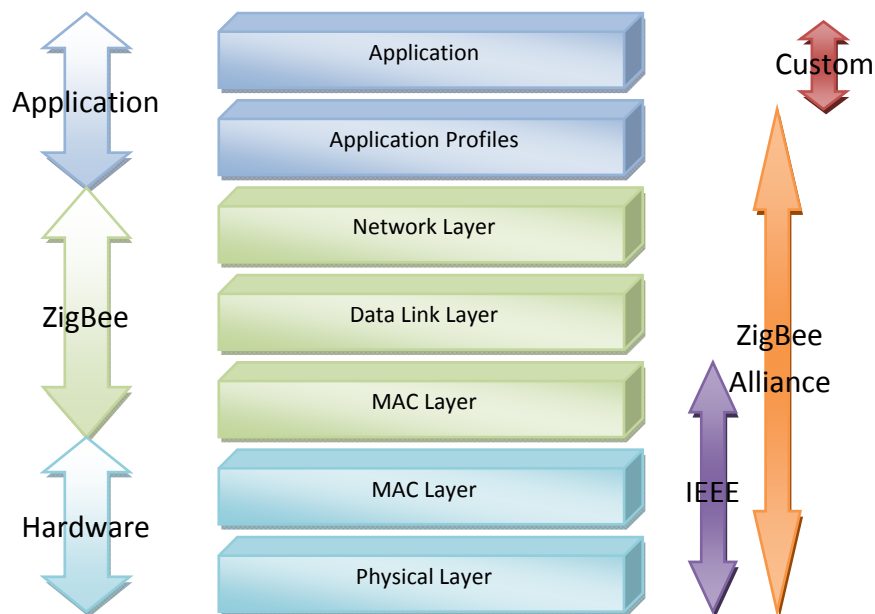 Application
Custom
Application
Application Profiles
Network Layer
ZigBee
Data Link Layer
ZigBee
Alliance
MAC Layer
MAC Layer
IEEE
Hardware
Physical Layer